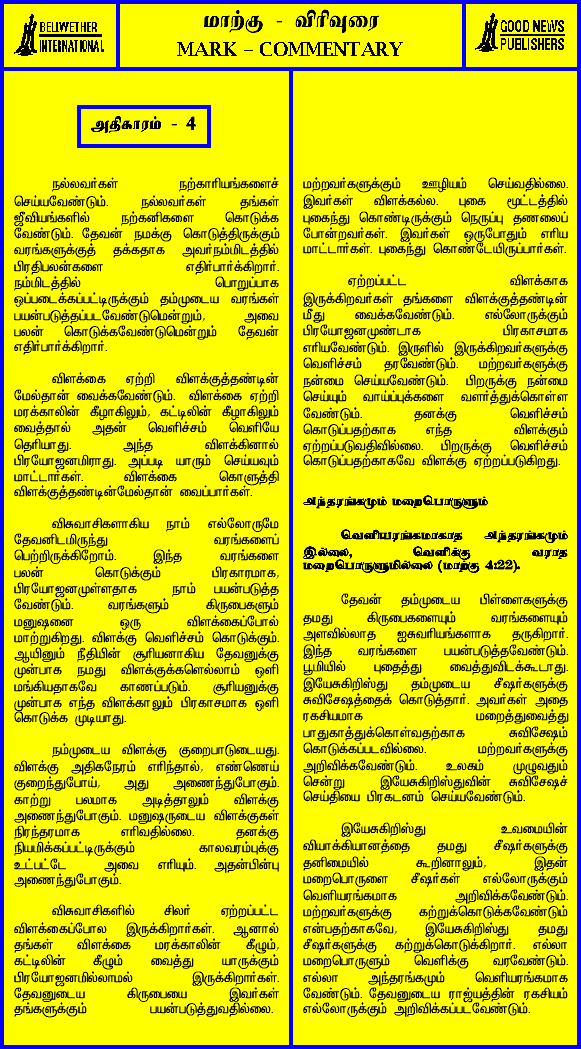 BELLWETHER
INTERNATIONAL
மாற்கு - விரிவுரை
MARK – COMMENTARY
GOOD NEWS
PUBLISHERS
அதிகாரம் - 4
நல்லவர்கள் நற்காரியங்களைச்
செய்யவேண்டும். நல்லவர்கள் தங்கள்
ஜீவியங்களில் நற்கனிகளை கொடுக்க
வேண்டும். தேவன் நமக்கு கொடுத்திருக்கும்
வரங்களுக்குத் தக்கதாக அவர்நம்மிடத்தில்
பிரதிபலன்களை எதிர்பார்க்கிறார்.
நம்மிடத்தில் பொறுப்பாக
ஒப்படைக்கப்பட்டிருக்கும் தம்முடைய வரங்கள்
பயன்படுத்தப்படவேண்டுமென்றும், அவை
பலன் கொடுக்கவேண்டுமென்றும் தேவன்
எதிர்பார்க்கிறார்.
விளக்கை ஏற்றி விளக்குத்தண்டின்
மேல்தான் வைக்கவேண்டும். விளக்கை ஏற்றி
மரக்காலின் கீழாகிலும், கட்டிலின் கீழாகிலும்
வைத்தால் அதன் வெளிச்சம் வெளியே
தெரியாது. அந்த விளக்கினால்
பிரயோஜனமிராது. அப்படி யாரும் செய்யவும்
மாட்டார்கள். விளக்கை கொளுத்தி
விளக்குத்தண்டின்மேல்தான் வைப்பார்கள்.
விசுவாசிகளாகிய நாம் எல்லோருமே
தேவனிடமிருந்து வரங்களைப்
பெற்றிருக்கிறோம். இந்த வரங்களை
பலன் கொடுக்கும் பிரகாரமாக,
பிரயோஜனமுள்ளதாக நாம் பயன்படுத்த
வேண்டும். வரங்களும் கிருபைகளும்
மனுஷனை ஒரு விளக்கைப்போல
மாற்றுகிறது. விளக்கு வெளிச்சம் கொடுக்கும்.
ஆயினும் நீதியின் சூரியனாகிய தேவனுக்கு
முன்பாக நமது விளக்குக்களெல்லாம் ஒளி
மங்கியதாகவே காணப்படும். சூரியனுக்கு
முன்பாக எந்த விளக்காலும் பிரகாசமாக ஒளி
கொடுக்க முடியாது.
நம்முடைய விளக்கு குறைபாடுடையது.
விளக்கு அதிகநேரம் எரிந்தால், எண்ணெய்
குறைந்துபோய், அது அணைந்துபோகும்.
காற்று பலமாக அடித்தாலும் விளக்கு
அணைந்துபோகும். மனுஷருடைய விளக்குகள்
நிரந்தரமாக எரிவதில்லை. தனக்கு
நியமிக்கப்பட்டிருக்கும் காலவரம்புக்கு
உட்பட்டே அவை எரியும். அதன்பின்பு
அணைந்துபோகும்.
விசுவாசிகளில் சிலர் ஏற்றப்பட்ட
விளக்கைப்போல இருக்கிறார்கள். ஆனால்
தங்கள் விளக்கை மரக்காலின் கீழும்,
கட்டிலின் கீழும் வைத்து யாருக்கும்
பிரயோஜனமில்லாமல் இருக்கிறார்கள்.
தேவனுடைய கிருபையை இவர்கள்
தங்களுக்கும் பயன்படுத்துவதில்லை.
மற்றவர்களுக்கும் ஊழியம் செய்வதில்லை.
இவர்கள் விளக்கல்ல. புகை மூட்டத்தில்
புகைந்து கொண்டிருக்கும் நெருப்பு தணலைப்
போன்றவர்கள். இவர்கள் ஒருபோதும் எரிய
மாட்டார்கள். புகைந்து கொண்டேயிருப்பார்கள்.
ஏற்றப்பட்ட விளக்காக
இருக்கிறவர்கள் தங்களை விளக்குத்தண்டின்
மீது வைக்கவேண்டும். எல்லோருக்கும்
பிரயோஜனமுண்டாக பிரகாசமாக
எரியவேண்டும். இருளில் இருக்கிறவர்களுக்கு
வெளிச்சம் தரவேண்டும். மற்றவர்களுக்கு
நன்மை செய்யவேண்டும். பிறருக்கு நன்மை
செய்யும் வாய்ப்புக்களை வளர்த்துக்கொள்ள
வேண்டும். தனக்கு வெளிச்சம்
கொடுப்பதற்காக எந்த விளக்கும்
ஏற்றப்படுவதிவில்லை. பிறருக்கு வெளிச்சம்
கொடுப்பதற்காகவே விளக்கு ஏற்றப்படுகிறது.
அந்தரங்கமும் மறைபொருளும்
வெளியரங்கமாகாத அந்தரங்கமும்
இல்லை, வெளிக்கு வராத
மறைபொருளுமில்லை (மாற்கு 4:22).
தேவன் தம்முடைய பிள்ளைகளுக்கு
தமது கிருபைகளையும் வரங்களையும்
அளவில்லாத ஐசுவரியங்களாக தருகிறார்.
இந்த வரங்களை பயன்படுத்தவேண்டும்.
பூமியில் புதைத்து வைத்துவிடக்கூடாது.
இயேசுகிறிஸ்து தம்முடைய சீஷர்களுக்கு
சுவிசேஷத்தைக் கொடுத்தார். அவர்கள் அதை
ரகசியமாக மறைத்துவைத்து
பாதுகாத்துக்கொள்வதற்காக சுவிசேஷம்
கொடுக்கப்படவில்லை. மற்றவர்களுக்கு
அறிவிக்கவேண்டும். உலகம் முழுவதும்
சென்று இயேசுகிறிஸ்துவின் சுவிசேஷச்
செய்தியை பிரகடனம் செய்யவேண்டும்.
இயேசுகிறிஸ்து உவமையின்
வியாக்கியானத்தை தமது சீஷர்களுக்கு
தனிமையில் கூறினாலும், இதன்
மறைபொருளை சீஷர்கள் எல்லோருக்கும்
வெளியரங்கமாக அறிவிக்கவேண்டும்.
மற்றவர்களுக்கு கற்றுக்கொடுக்கவேண்டும்
என்பதற்காகவே, இயேசுகிறிஸ்து தமது
சீஷர்களுக்கு கற்றுக்கொடுக்கிறார். எல்லா
மறைபொருளும் வெளிக்கு வரவேண்டும்.
எல்லா அந்தரங்கமும் வெளியரங்கமாக
வேண்டும். தேவனுடைய ராஜ்யத்தின் ரகசியம்
எல்லோருக்கும் அறிவிக்கப்படவேண்டும்.